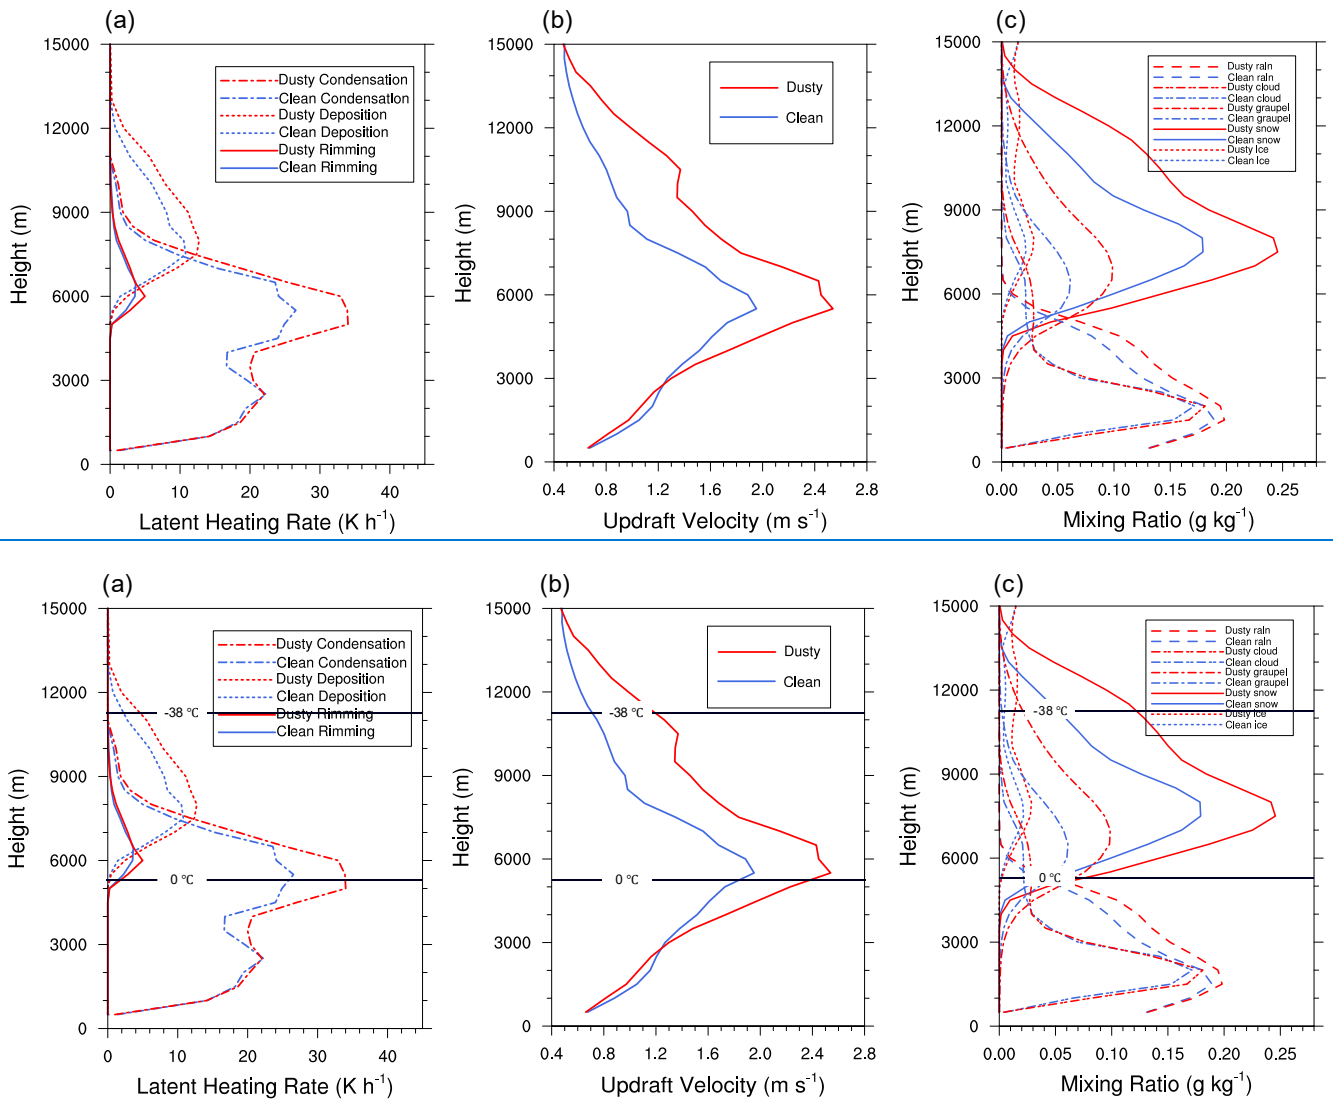 (a)
15000
12000
9000
6000
3000
0
Height (m)
Dusty Condensation
Clean Condensation
Dusty Deposition
Clean Deposition
Dusty Rimming
Clean Rimming
0 10 20 30 40
Latent Heating Rate (K h⁻¹)
(b)
15000
12000
9000
6000
3000
0
Height (m)
Dusty
Clean
0.4 0.8 1.2 1.6 2.0 2.4 2.8
Updraft Velocity (m s⁻¹)
(c)
15000
12000
9000
6000
3000
0
Height (m)
Dusty raln
Clean raln
Dusty cloud
Clean cloud
Dusty graupel
Clean graupel
Dusty snow
Clean snow
Dusty Ice
Clean Ice
0.00 0.05 0.10 0.15 0.20 0.25
Mixing Ratio (g kg⁻¹)
(a)
15000
12000
9000
6000
3000
0
Height (m)
Dusty Condensation
Clean Condensation
Dusty Deposition
Clean Deposition
Dusty Rimming
Clean Rimming
-38 ℃
0 ℃
0 10 20 30 40
Latent Heating Rate (K h⁻¹)
(b)
15000
12000
9000
6000
3000
0
Height (m)
Dusty
Clean
-38 ℃
0 ℃
0.4 0.8 1.2 1.6 2.0 2.4 2.8
Updraft Velocity (m s⁻¹)
(c)
15000
12000
9000
6000
3000
0
Height (m)
Dusty raln
Clean raln
Dusty cloud
Clean cloud
Dusty graupel
Clean graupel
Dusty snow
Clean snow
Dusty Ice
Clean Ice
-38 ℃
0 ℃
0.00 0.05 0.10 0.15 0.20 0.25
Mixing Ratio (g kg⁻¹)